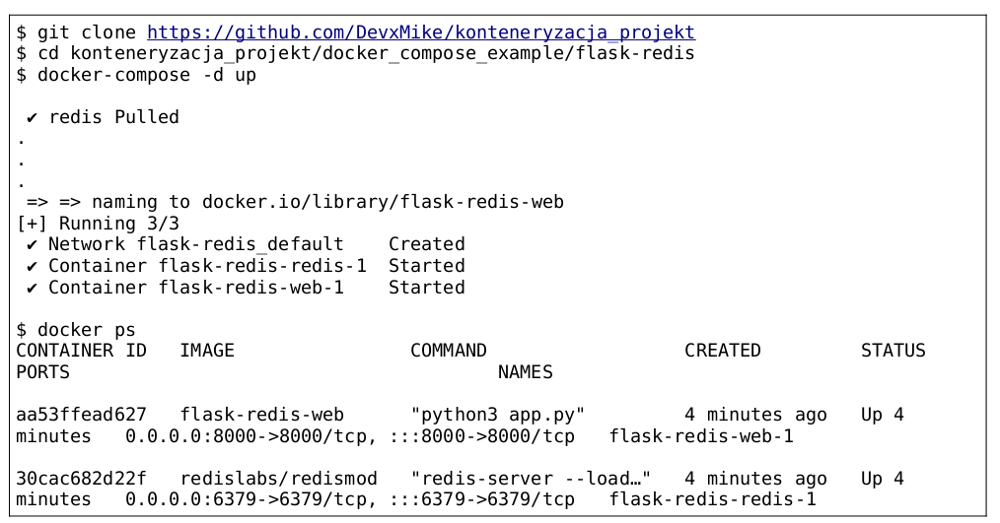 $ git clone https://github.com/DevxMike/konteneryzacja_projekt
$ cd konteneryzacja_projekt/docker_compose_example/flask-redis
$ docker-compose -d up
✔ redis Pulled
.
.
.
=> => naming to docker.io/library/flask-redis-web
[+] Running 3/3
✔ Network flask-redis_default    Created
✔ Container flask-redis-redis-1  Started
✔ Container flask-redis-web-1    Started
$ docker ps
CONTAINER ID   IMAGE                COMMAND                  CREATED         STATUS
PORTS                                       NAMES
aa53ffead627   flask-redis-web      "python3 app.py"         4 minutes ago   Up 4
minutes   0.0.0.0:8000->8000/tcp, :::8000->8000/tcp   flask-redis-web-1
30cac682d22f   redislabs/redismod   "redis-server --load…"   4 minutes ago   Up 4
minutes   0.0.0.0:6379->6379/tcp, :::6379->6379/tcp   flask-redis-redis-1